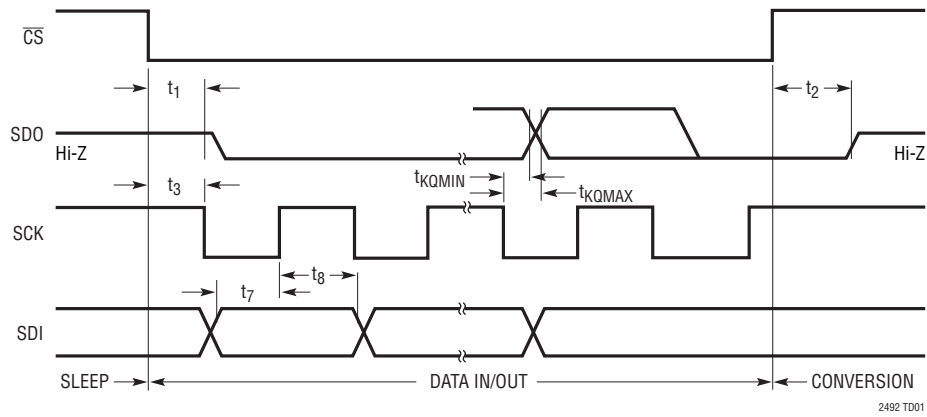 CS
t1
t2
SDO
Hi-Z
Hi-Z
tKQMIN
t3
tKQMAX
SCK
t8
t7
SDI
SLEEP
DATA IN/OUT
CONVERSION
2492 TD01